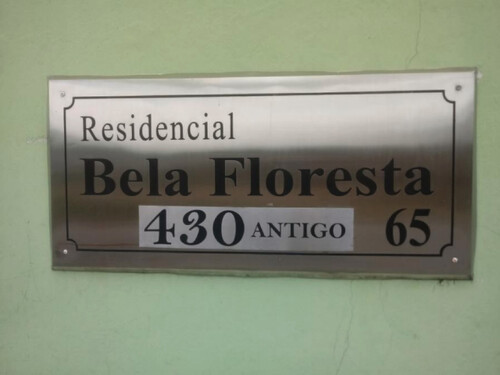 Residencial
Bela Floresta
430 ANTIGO 65